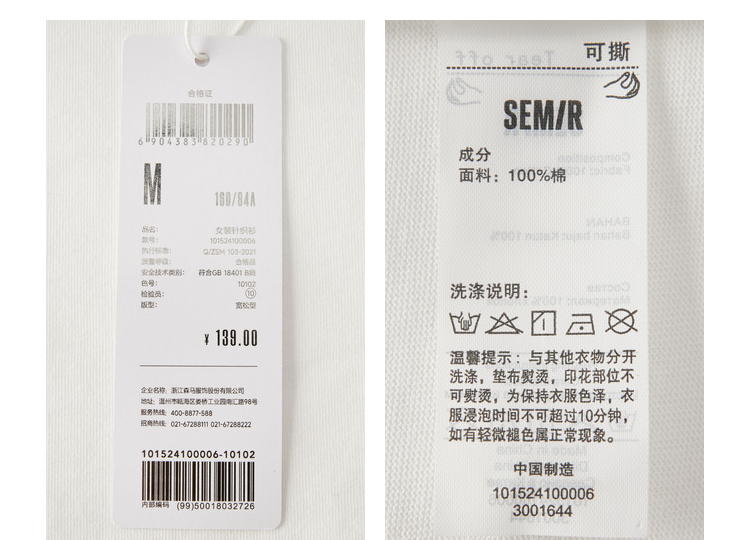 合格证
6904383820290
M
160/84A
品名: 女装针织衫
款号: 101524100006
执行标准: Q/ZSM 103-2021
质量等级: 合格品
安全技术类别: 符合GB 18401 B类
色号: 10102
检验员: 10
版型: 宽松型
¥ 139.00
企业名称: 浙江森马服饰股份有限公司
地址: 温州市瓯海区娄桥工业园南汇路98号
服务热线: 400-8877-588
招商热线: 021-67288111 021-67288222
101524100006-10102
内部编码 (99)50018032726
可撕
Tear off
SEMIR
成分
面料: 100%棉
Composition
BAHAN
Bahan baju: Katun 100%
Состав
洗涤说明:
温馨提示: 与其他衣物分开
洗涤, 垫布熨烫, 印花部位不
可熨烫, 为保持衣服色泽, 衣
服浸泡时间不可超过10分钟,
如有轻微褪色属正常现象。
Made in China
中国制造
101524100006
3001644